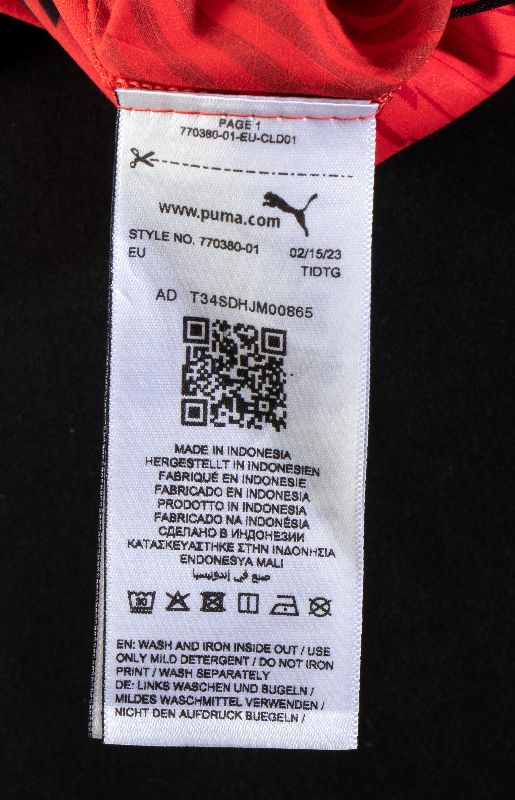 PAGE 1
770380-01-EU-CLD01
www.puma.com
STYLE NO. 770380-01 02/15/23
EU TIDTG
AD T34SDHJM00865
MADE IN INDONESIA
HERGESTELLT IN INDONESIEN
FABRIQUÉ EN INDONESIE
FABRICADO EN INDONESIA
PRODOTTO IN INDONESIA
FABRICADO NA INDONÉSIA
СДЕЛАНО В ИНДОНЕЗИИ
ΚΑΤΑΣΚΕΥΑΣΤΗΚΕ ΣΤΗΝ ΙΝΔΟΝΗΣΙΑ
ENDONESYA MALI
صنع في إندونيسيا
30
EN: WASH AND IRON INSIDE OUT / USE
ONLY MILD DETERGENT / DO NOT IRON
PRINT / WASH SEPARATELY
DE: LINKS WASCHEN UND BUGELN /
MILDES WASCHMITTEL VERWENDEN /
NICHT DEN AUFDRUCK BUEGELN /